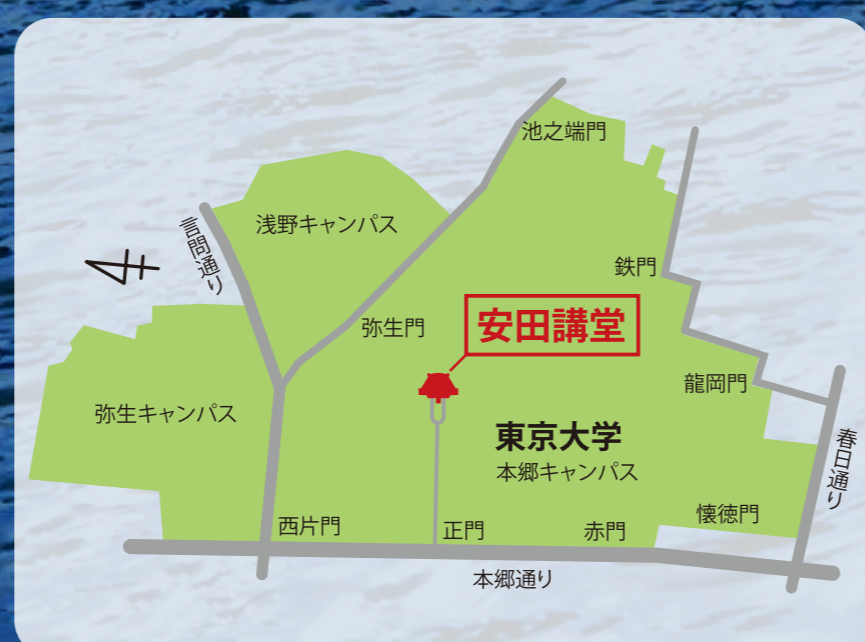 池之端門
浅野キャンパス
言問通り
鉄門
弥生門
安田講堂
龍岡門
弥生キャンパス
東京大学
本郷キャンパス
春日通り
懐徳門
西片門
正門
赤門
本郷通り